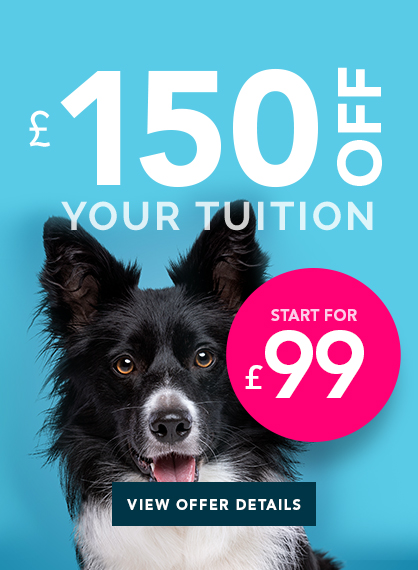 £150 OFF
YOUR TUITION
START FOR
£99
VIEW OFFER DETAILS